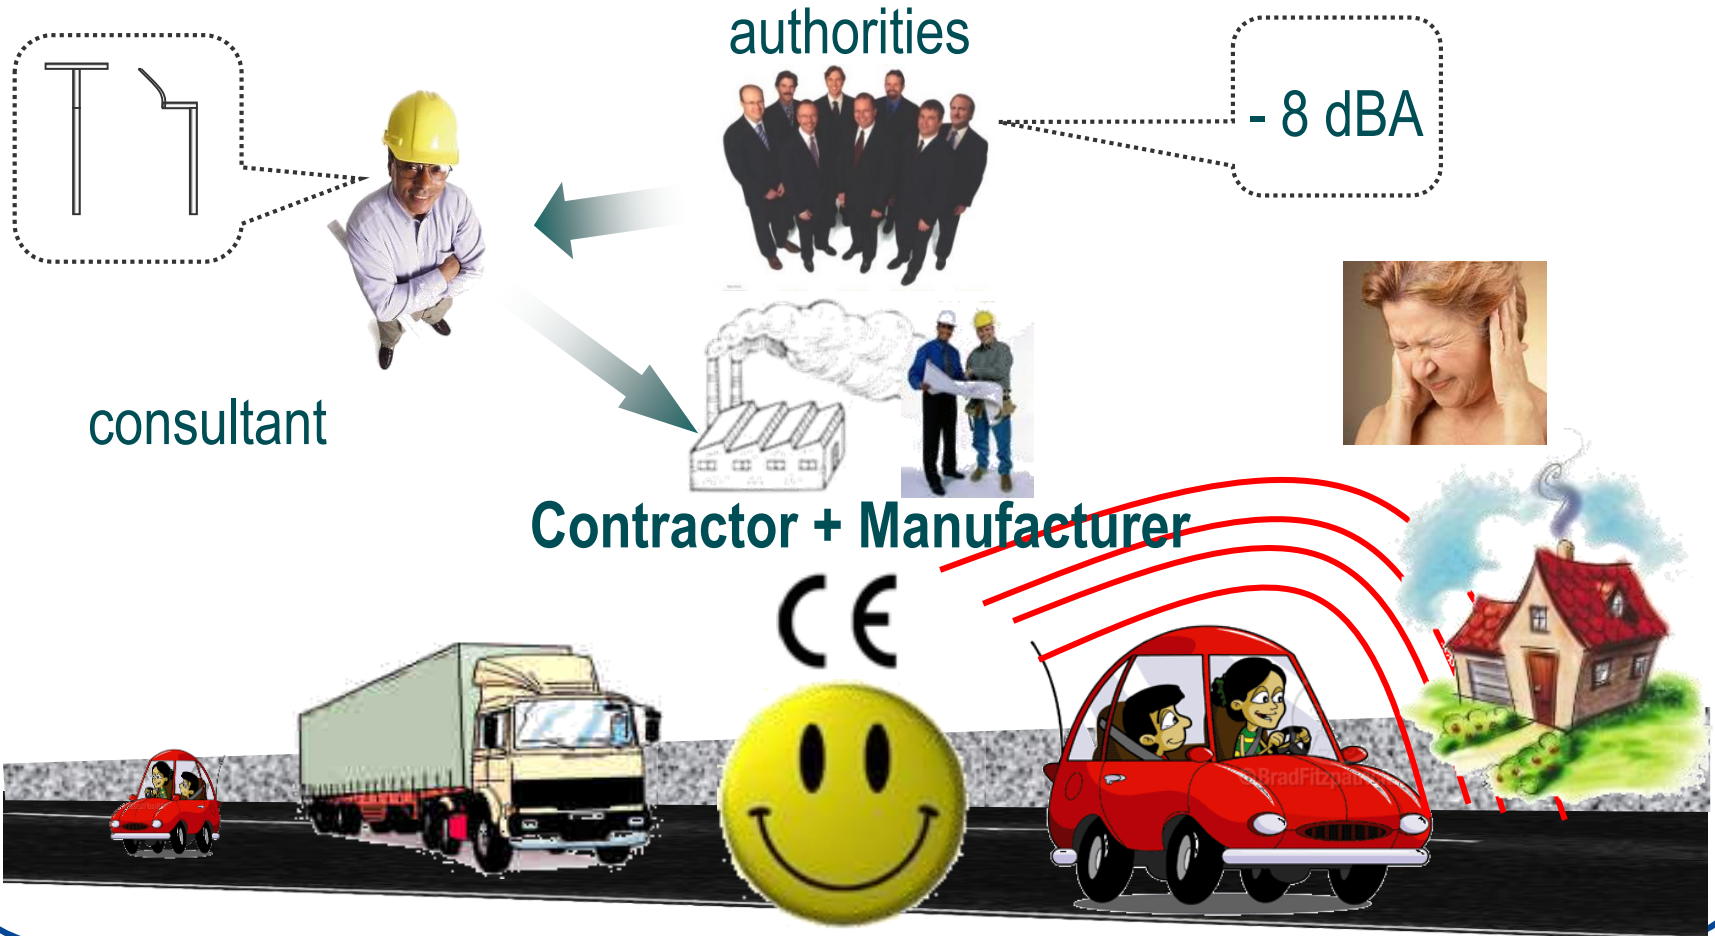 authorities
- 8 dBA
consultant
Contractor + Manufacturer
CE